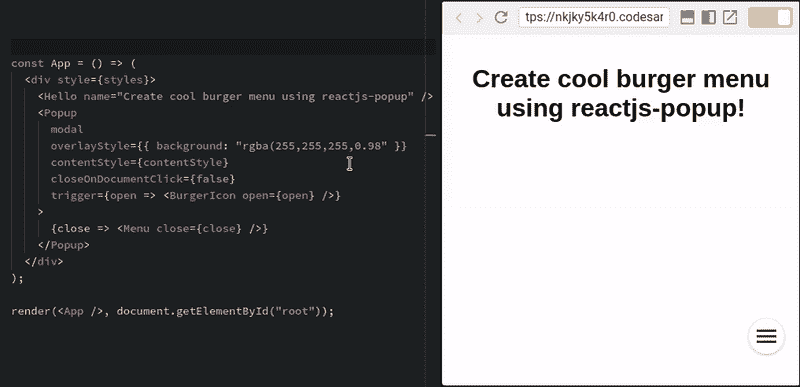 const App = () => (
  <div style={styles}>
    <Hello name="Create cool burger menu using reactjs-popup" />
    <Popup
      modal
      overlayStyle={{ background: "rgba(255,255,255,0.98" }}
      contentStyle={contentStyle}
      closeOnDocumentClick={false}
      trigger={open => <BurgerIcon open={open} />}
    >
      {close => <Menu close={close} />}
    </Popup>
  </div>
);
render(<App />, document.getElementById("root"));
tps://nkjky5k4r0.codesar
Create cool burger menu
using reactjs-popup!